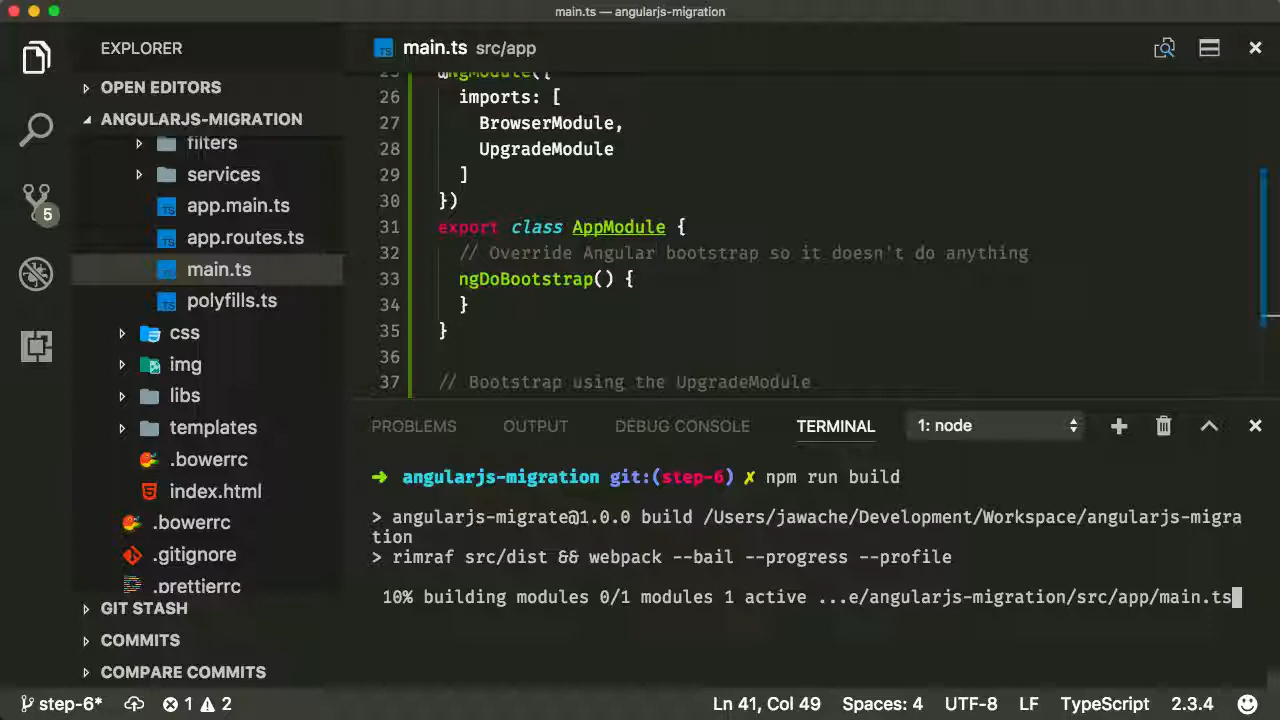 main.ts — angularjs-migration
EXPLORER
OPEN EDITORS
ANGULARJS-MIGRATION
filters
services
TS app.main.ts
TS app.routes.ts
TS main.ts
TS polyfills.ts
css
img
libs
templates
.bowerrc
index.html
.bowerrc
.gitignore
.prettierrc
GIT STASH
COMMITS
COMPARE COMMITS
5
TS main.ts src/app
25 @NgModule({
26 imports: [
27 BrowserModule,
28 UpgradeModule
29 ]
30 })
31 export class AppModule {
32 // Override Angular bootstrap so it doesn't do anything
33 ngDoBootstrap() {
34 }
35 }
36
37 // Bootstrap using the UpgradeModule
PROBLEMS OUTPUT DEBUG CONSOLE TERMINAL 1: node
➜ angularjs-migration git:(step-6) ✗ npm run build
> angularjs-migrate@1.0.0 build /Users/jawache/Development/Workspace/angularjs-migra
tion
> rimraf src/dist && webpack --bail --progress --profile
10% building modules 0/1 modules 1 active ...e/angularjs-migration/src/app/main.ts
step-6* 1 2 Ln 41, Col 49 Spaces: 4 UTF-8 LF TypeScript 2.3.4